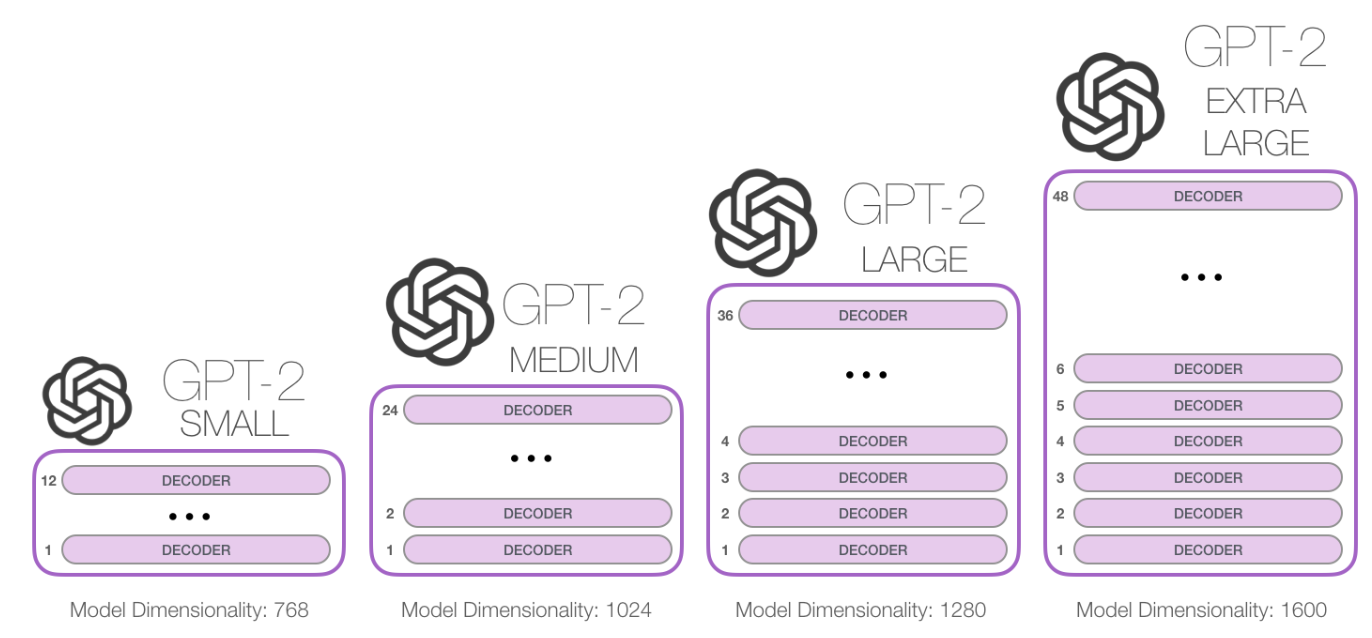 GPT-2
SMALL
12 DECODER
...
1 DECODER
Model Dimensionality: 768
GPT-2
MEDIUM
24 DECODER
...
2 DECODER
1 DECODER
Model Dimensionality: 1024
GPT-2
LARGE
36 DECODER
...
4 DECODER
3 DECODER
2 DECODER
1 DECODER
Model Dimensionality: 1280
GPT-2
EXTRA
LARGE
48 DECODER
...
6 DECODER
5 DECODER
4 DECODER
3 DECODER
2 DECODER
1 DECODER
Model Dimensionality: 1600